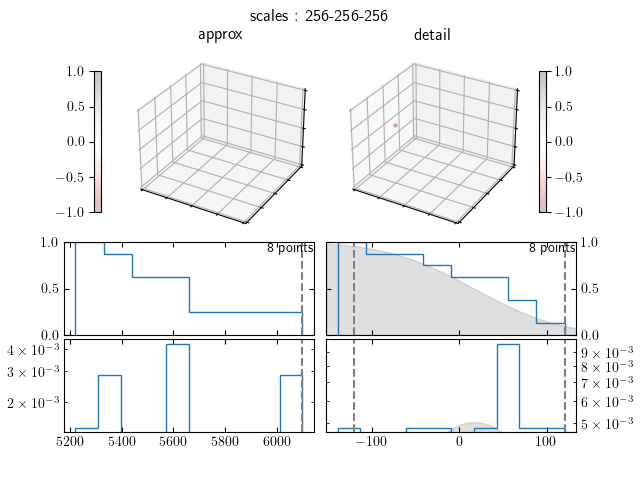 scales : 256-256-256
approx
detail
1.0
0.5
0.0
−0.5
−1.0
1.0
0.5
0.0
−0.5
−1.0
8 points
8 points
1.0
0.5
0.0
1.0
0.5
0.0
4 × 10⁻³
3 × 10⁻³
2 × 10⁻³
9 × 10⁻³
8 × 10⁻³
7 × 10⁻³
6 × 10⁻³
5 × 10⁻³
5200 5400 5600 5800 6000
−100 0 100